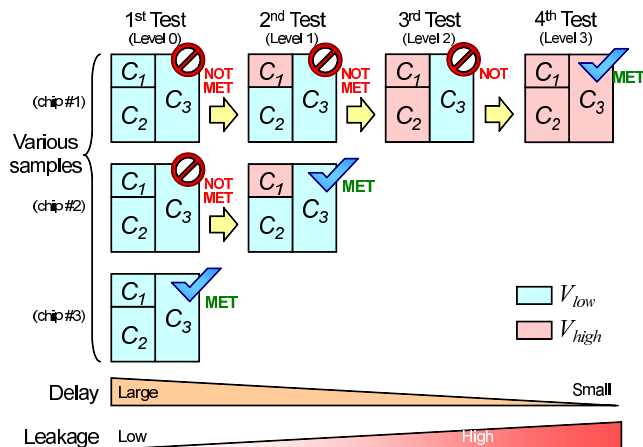 1st Test 2nd Test 3rd Test 4th Test
(Level 0) (Level 1) (Level 2) (Level 3)
(chip #1)
C1 C2 C3 NOT MET
C1 C2 C3 NOT MET
C1 C2 C3 NOT
C1 C2 C3 MET
Various samples
(chip #2)
C1 C2 C3 NOT MET
C1 C2 C3 MET
(chip #3)
C1 C2 C3 MET
Vlow
Vhigh
Delay Large Small
Leakage Low High